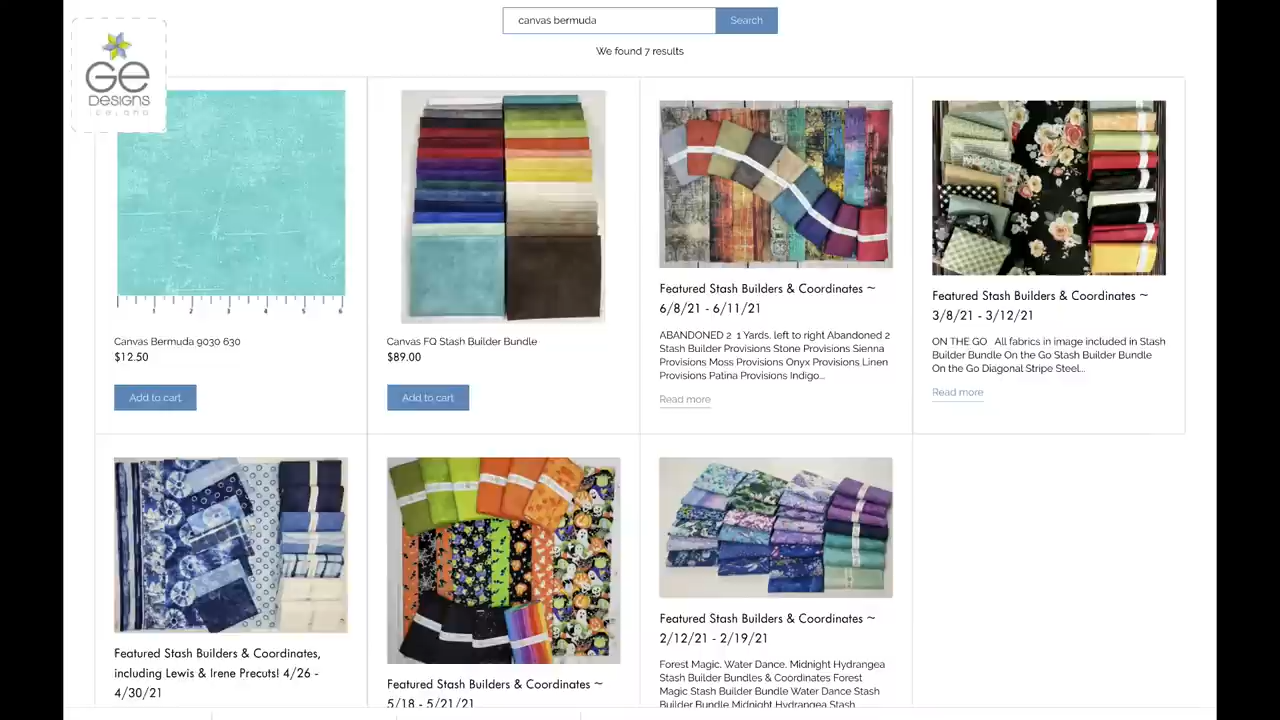 canvas bermuda
Search
We found 7 results
GE
DESIGNS
iceland
1 2 3 4 5 6
Canvas Bermuda 9030 630
$12.50
Add to cart
Canvas FQ Stash Builder Bundle
$89.00
Add to cart
Featured Stash Builders & Coordinates ~
6/8/21 - 6/11/21
ABANDONED 2 1 Yards. left to right Abandoned 2
Stash Builder Provisions Stone Provisions Sienna
Provisions Moss Provisions Onyx Provisions Linen
Provisions Patina Provisions Indigo...
Read more
Featured Stash Builders & Coordinates ~
3/8/21 - 3/12/21
ON THE GO All fabrics in image included in Stash
Builder Bundle On the Go Stash Builder Bundle
On the Go Diagonal Stripe Steel...
Read more
Featured Stash Builders & Coordinates,
including Lewis & Irene Precuts! 4/26 -
4/30/21
Featured Stash Builders & Coordinates ~
5/18 - 5/21/21
Featured Stash Builders & Coordinates ~
2/12/21 - 2/19/21
Forest Magic, Water Dance, Midnight Hydrangea
Stash Builder Bundles & Coordinates Forest
Magic Stash Builder Bundle Water Dance Stash
Builder Bundle Midnight Hydrangea Stash